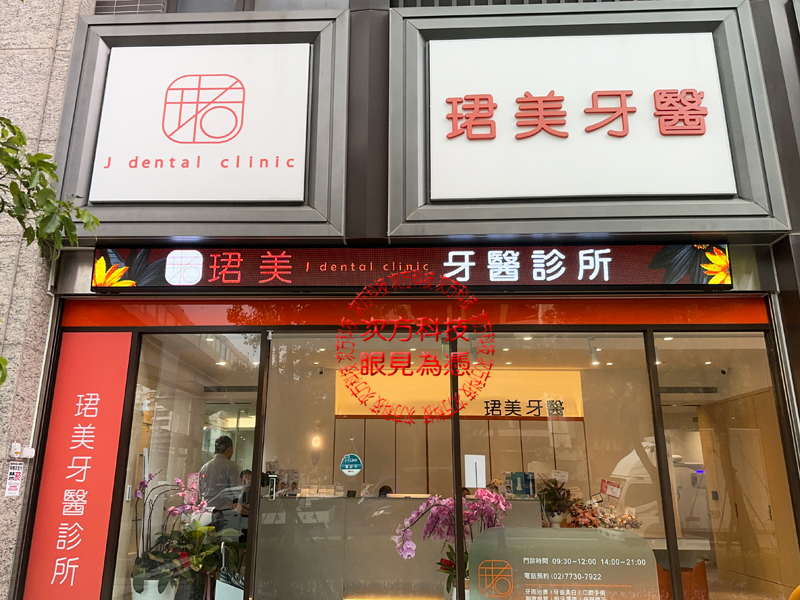 J dental clinic
珺美牙醫
珺美 J dental clinic 牙醫診所
次方科技
眼見為憑
珺美牙醫
珺美牙醫診所
門診時間 09:30~12:00 14:00~21:00
電話預約 (02)7730-7922